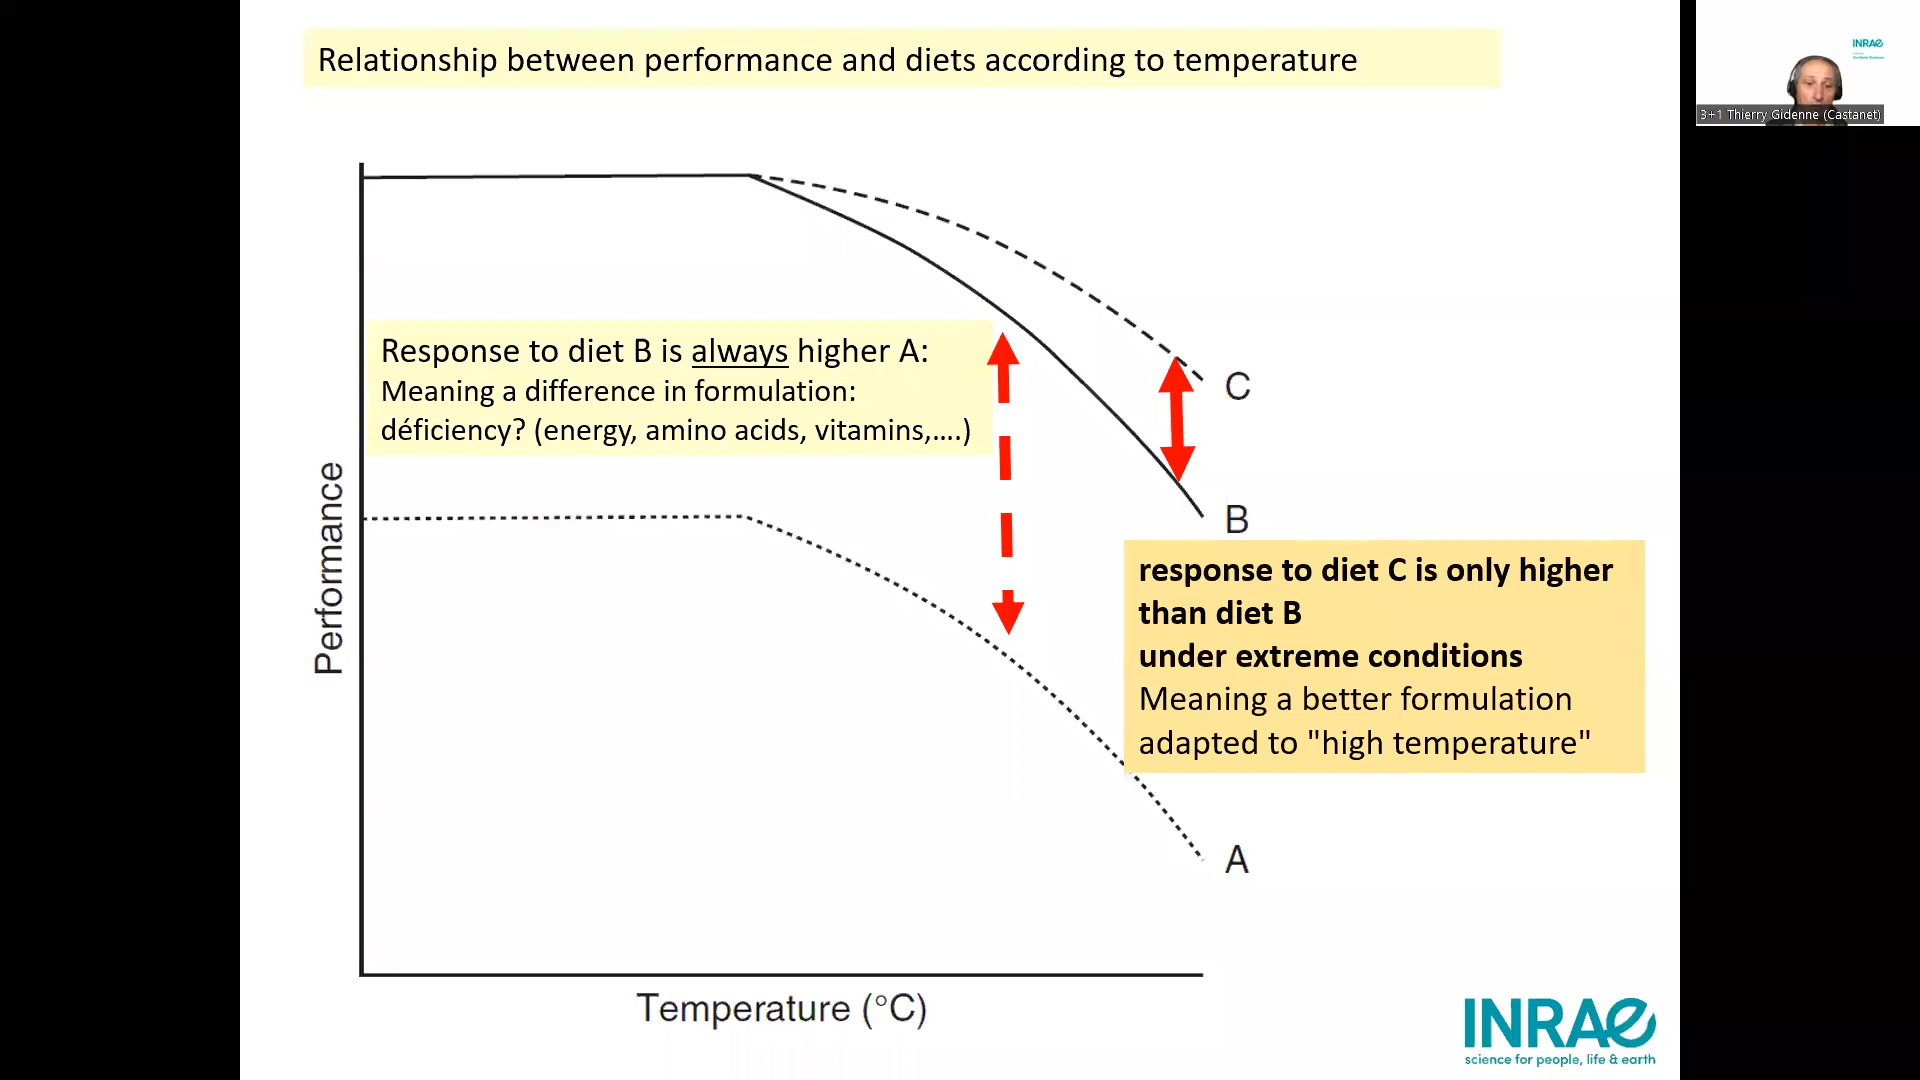 Relationship between performance and diets according to temperature
INRAE
3+1 Thierry Gidenne (Castanet)
Response to diet B is always higher A:
Meaning a difference in formulation:
déficiency? (energy, amino acids, vitamins,....)
C
B
Performance
response to diet C is only higher
than diet B
under extreme conditions
Meaning a better formulation
adapted to "high temperature"
A
Temperature (°C)
INRAE
science for people, life & earth